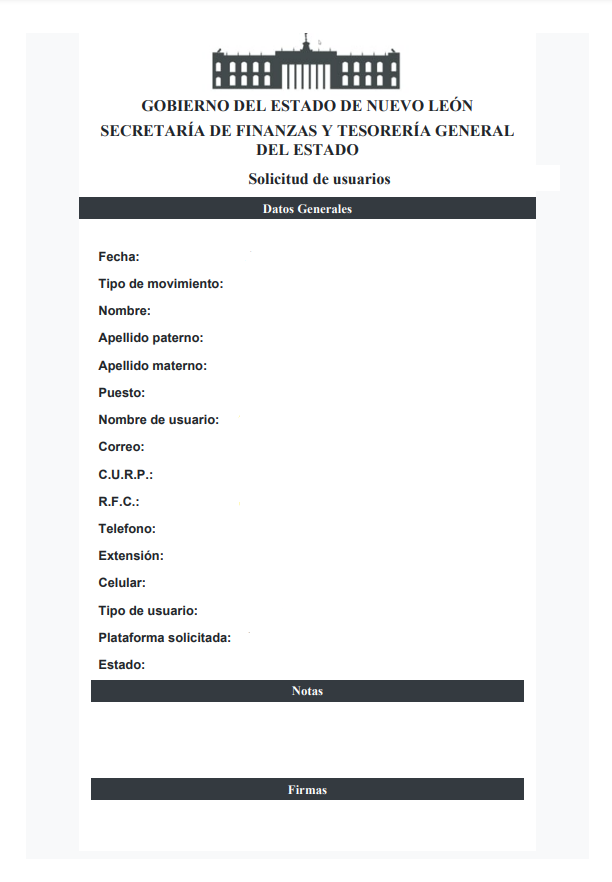 GOBIERNO DEL ESTADO DE NUEVO LEÓN
SECRETARÍA DE FINANZAS Y TESORERÍA GENERAL
DEL ESTADO
Solicitud de usuarios
Datos Generales
Fecha:
Tipo de movimiento:
Nombre:
Apellido paterno:
Apellido materno:
Puesto:
Nombre de usuario:
Correo:
C.U.R.P.:
R.F.C.:
Telefono:
Extensión:
Celular:
Tipo de usuario:
Plataforma solicitada:
Estado:
Notas
Firmas